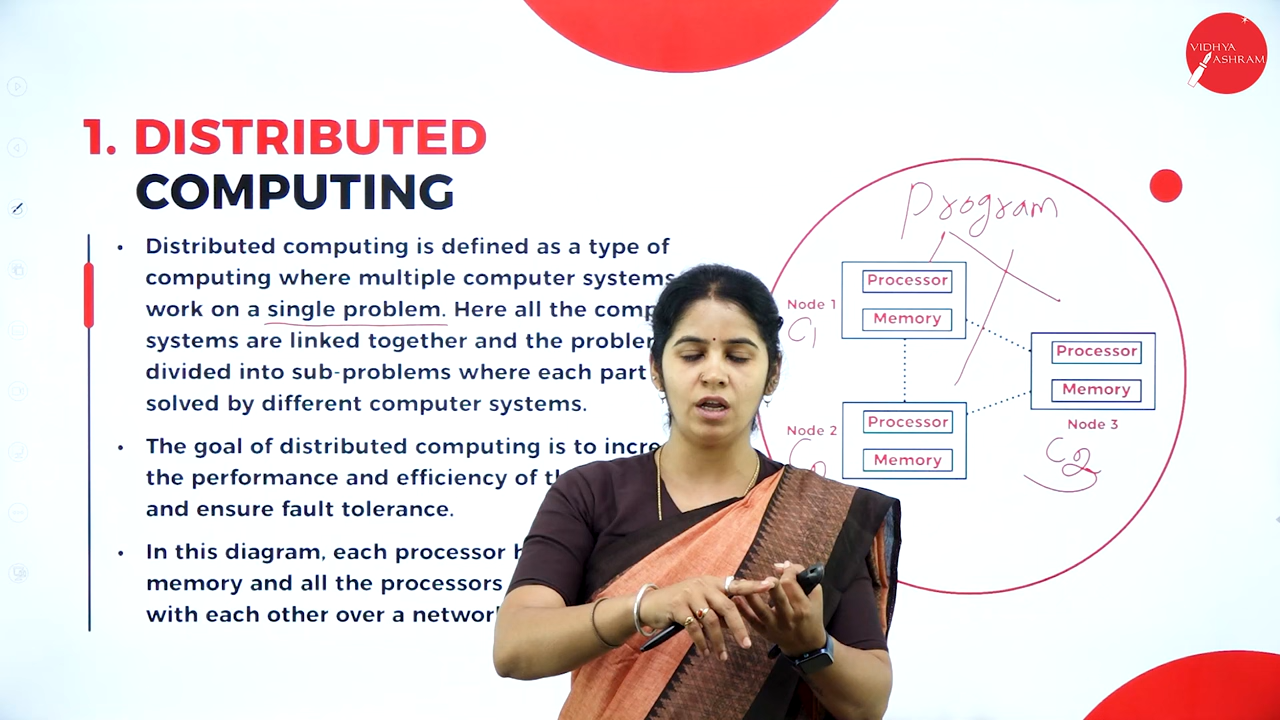 VIDHYA
ASHRAM
1. DISTRIBUTED
COMPUTING
Distributed computing is defined as a type of
computing where multiple computer systems
work on a single problem. Here all the comp
systems are linked together and the proble
divided into sub-problems where each part
solved by different computer systems.
The goal of distributed computing is to incre
the performance and efficiency of t
and ensure fault tolerance.
In this diagram, each processor
memory and all the processors
with each other over a networ
Program
Processor
Memory
Node 1
C1
Processor
Memory
Node 3
C2
Processor
Memory
Node 2